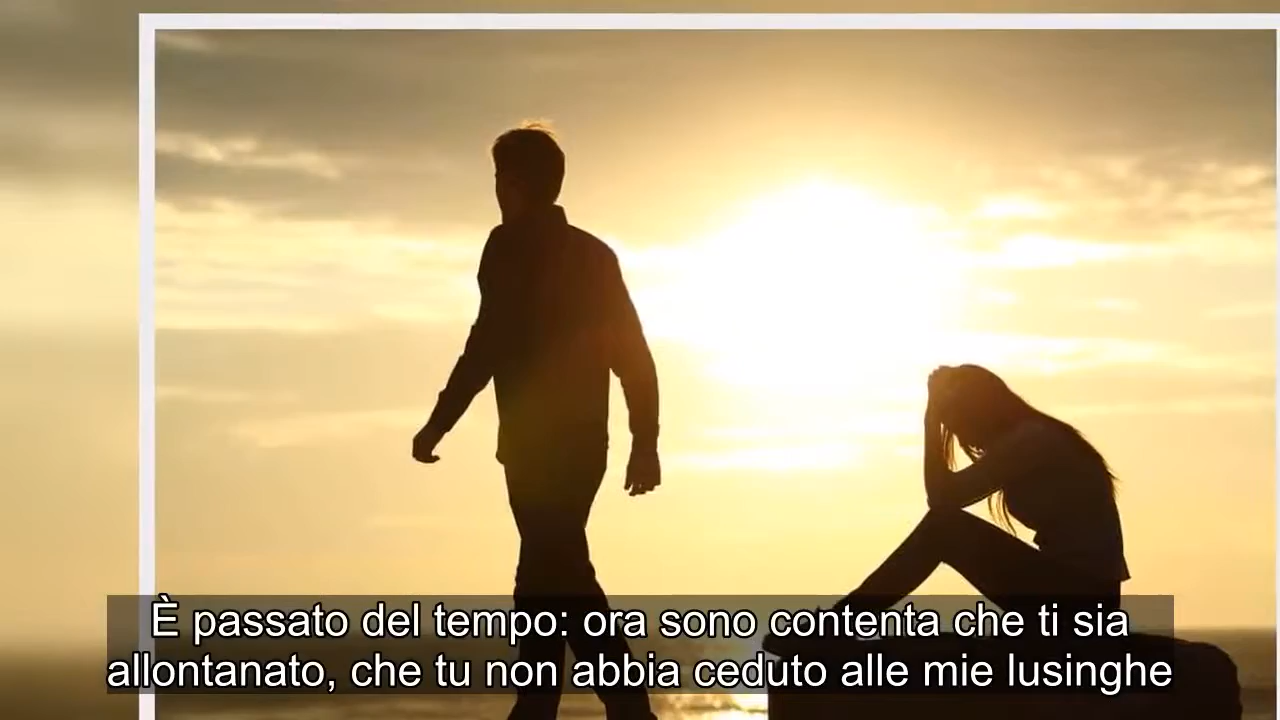 È passato del tempo: ora sono contenta che ti sia
allontanato, che tu non abbia ceduto alle mie lusinghe